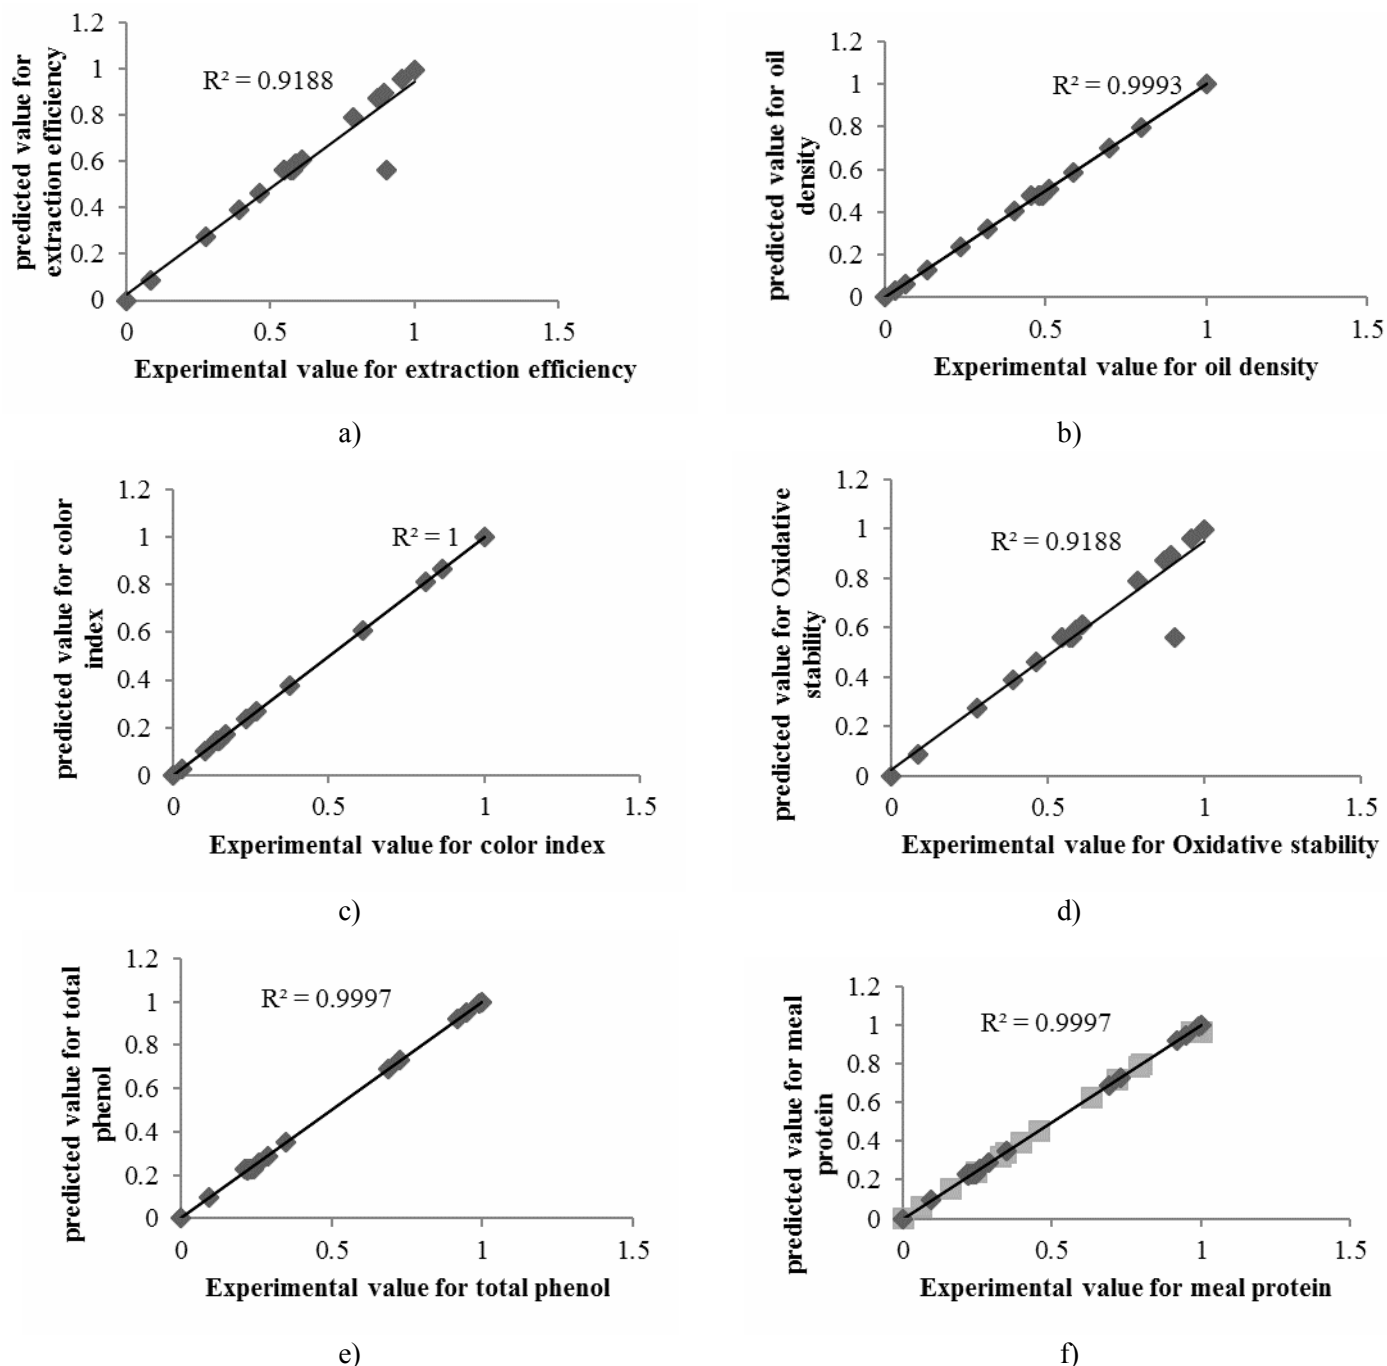 predicted value for
extraction efficiency
1.2
1
0.8
0.6
0.4
0.2
0
R² = 0.9188
0 0.5 1 1.5
Experimental value for extraction efficiency
a)
predicted value for oil
density
1.2
1
0.8
0.6
0.4
0.2
0
R² = 0.9993
0 0.5 1 1.5
Experimental value for oil density
b)
predicted value for color
index
1.2
1
0.8
0.6
0.4
0.2
0
R² = 1
0 0.5 1 1.5
Experimental value for color index
c)
predicted value for Oxidative
stability
1.2
1
0.8
0.6
0.4
0.2
0
R² = 0.9188
0 0.5 1 1.5
Experimental value for Oxidative stability
d)
predicted value for total
phenol
1.2
1
0.8
0.6
0.4
0.2
0
R² = 0.9997
0 0.5 1 1.5
Experimental value for total phenol
e)
predicted value for meal
protein
1.2
1
0.8
0.6
0.4
0.2
0
R² = 0.9997
0 0.5 1 1.5
Experimental value for meal protein
f)